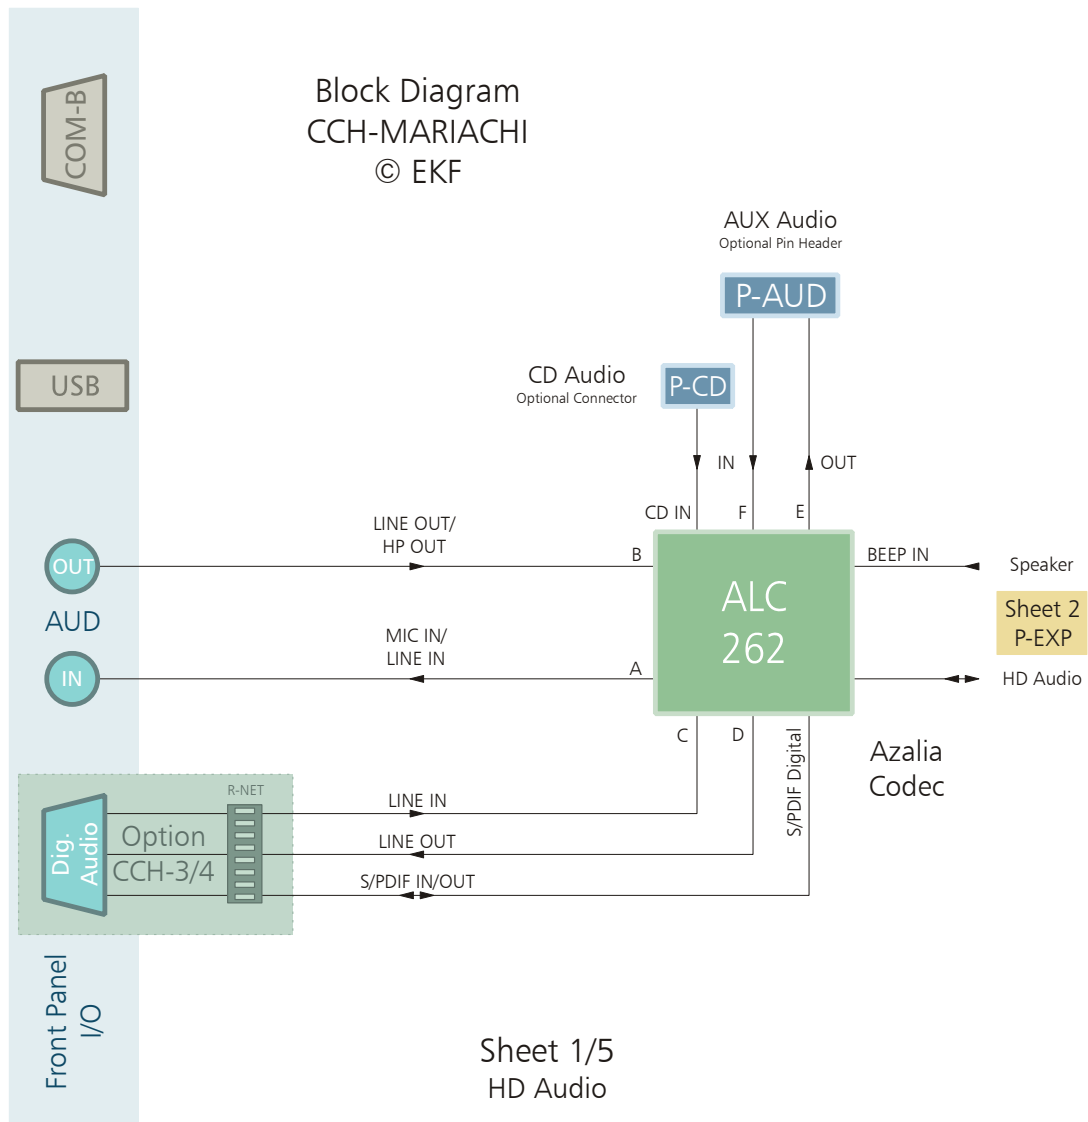 Block Diagram
CCH-MARIACHI
© EKF
COM-B
AUX Audio
Optional Pin Header
P-AUD
USB
CD Audio
Optional Connector
P-CD
IN
OUT
CD IN
F
E
LINE OUT/
HP OUT
B
BEEP IN
Speaker
OUT
AUD
IN
ALC
262
Sheet 2
P-EXP
MIC IN/
LINE IN
A
HD Audio
C
D
S/PDIF Digital
Azalia
Codec
R-NET
Dig.
Audio
Option
CCH-3/4
LINE IN
LINE OUT
S/PDIF IN/OUT
Front Panel
I/O
Sheet 1/5
HD Audio